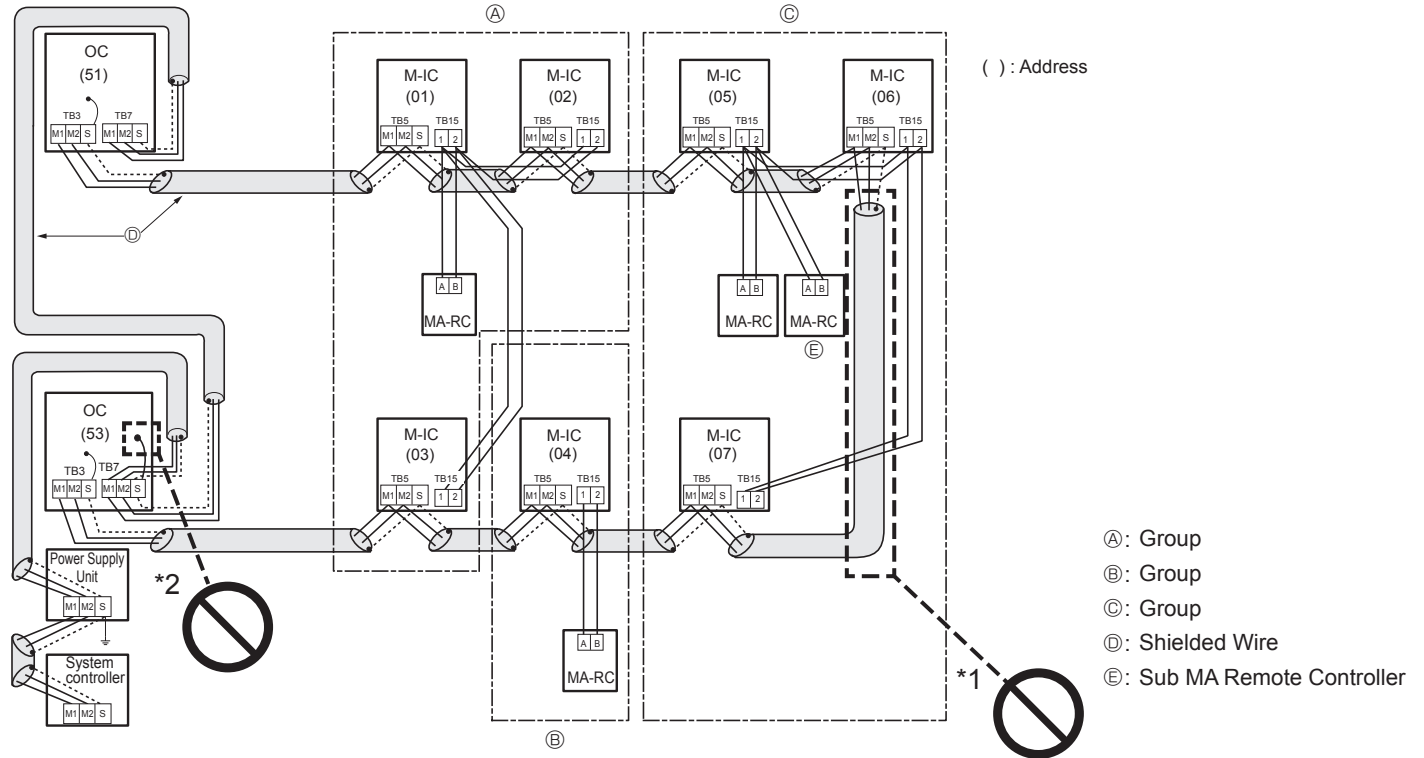 Ⓐ
Ⓒ
( ) : Address
OC
(51)
TB3 TB7
M1 M2 S M1 M2 S
M-IC
(01)
TB5 TB15
M1 M2 S 1 2
M-IC
(02)
TB5 TB15
M1 M2 S 1 2
M-IC
(05)
TB5 TB15
M1 M2 S 1 2
M-IC
(06)
TB5 TB15
M1 M2 S 1 2
Ⓓ
A B
MA-RC
A B
MA-RC
A B
MA-RC
Ⓔ
OC
(53)
TB3 TB7
M1 M2 S M1 M2 S
M-IC
(03)
TB5 TB15
M1 M2 S 1 2
M-IC
(04)
TB5 TB15
M1 M2 S 1 2
M-IC
(07)
TB5 TB15
M1 M2 S 1 2
Power Supply
Unit
M1 M2 S
*2
System
controller
M1 M2 S
A B
MA-RC
Ⓑ
*1
Ⓐ: Group
Ⓑ: Group
Ⓒ: Group
Ⓓ: Shielded Wire
Ⓔ: Sub MA Remote Controller